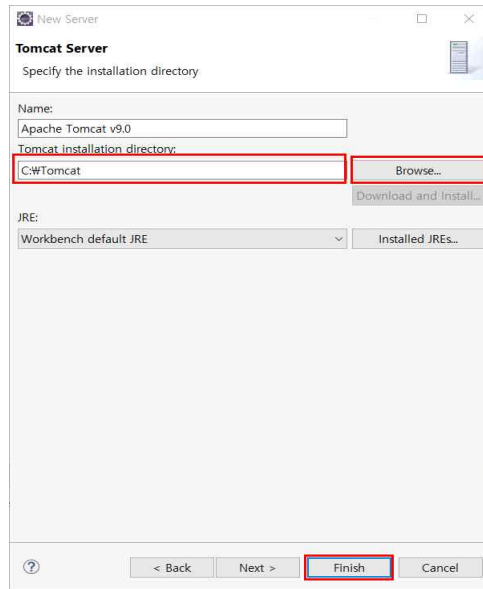 New Server
Tomcat Server
Specify the installation directory
Name:
Apache Tomcat v9.0
Tomcat installation directory:
C:₩Tomcat
Browse...
Download and Install...
JRE:
Workbench default JRE
Installed JREs...
?
< Back
Next >
Finish
Cancel